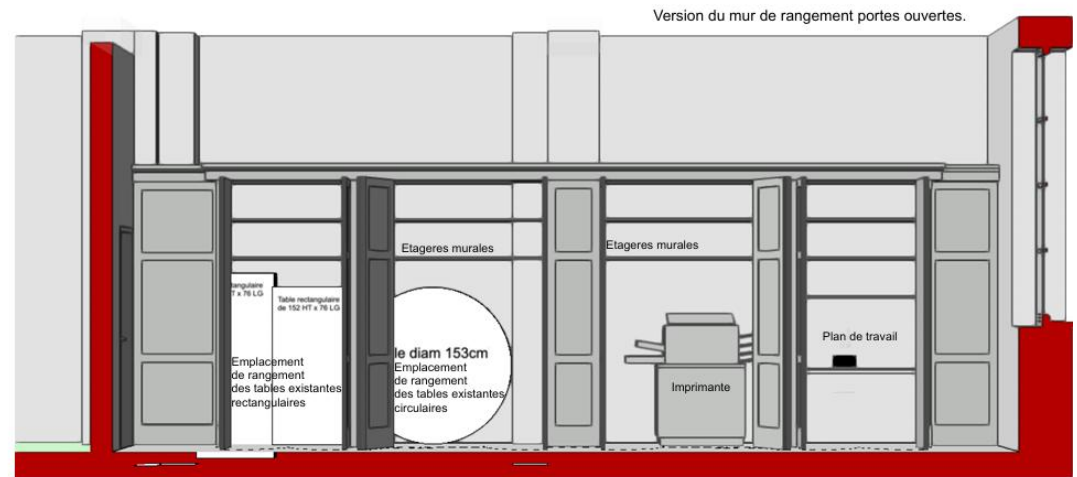 Version du mur de rangement portes ouvertes.
Etageres murales
Etageres murales
tangulaire
T x 76 LG
Table rectangulaire
de 152 HT x 76 LG
Plan de travail
le diam 153cm
Emplacement
de rangement
des tables existantes
rectangulaires
Emplacement
de rangement
des tables existantes
circulaires
Imprimante